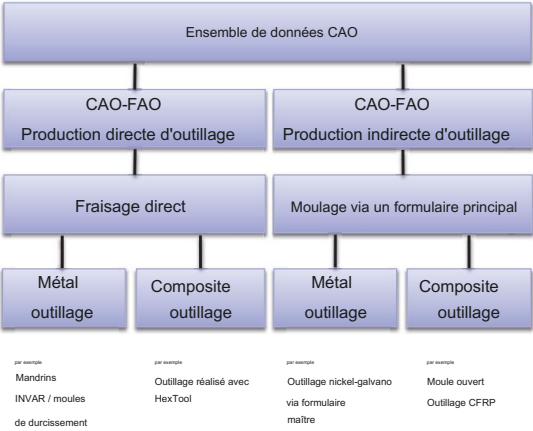 Ensemble de données CAO
CAO-FAO
Production directe d'outillage
CAO-FAO
Production indirecte d'outillage
Fraisage direct
Moulage via un formulaire principal
Métal
outillage
Composite
outillage
Métal
outillage
Composite
outillage
par exemple
Mandrins
INVAR / moules
de durcissement
par exemple
Outillage réalisé avec
HexTool
par exemple
Outillage nickel-galvano
via formulaire
maître
par exemple
Moule ouvert
Outillage CFRP